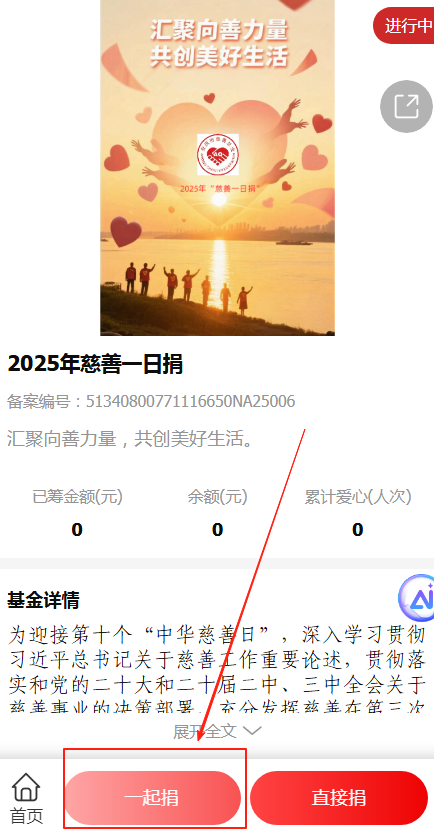 汇聚向善力量
共创美好生活
进行中
2025年“慈善一日捐”
2025年慈善一日捐
备案编号：51340800771116650NA25006
汇聚向善力量，共创美好生活。
已筹金额(元) 余额(元) 累计爱心(人次)
0 0 0
基金详情
AI
为迎接第十个“中华慈善日”，深入学习贯彻
习近平总书记关于慈善工作重要论述，贯彻落
实和党的二十大和二十届二中、三中全会关于
慈善事业的决策部署，充分发挥慈善在第三次
展开全文
首页 一起捐 直接捐